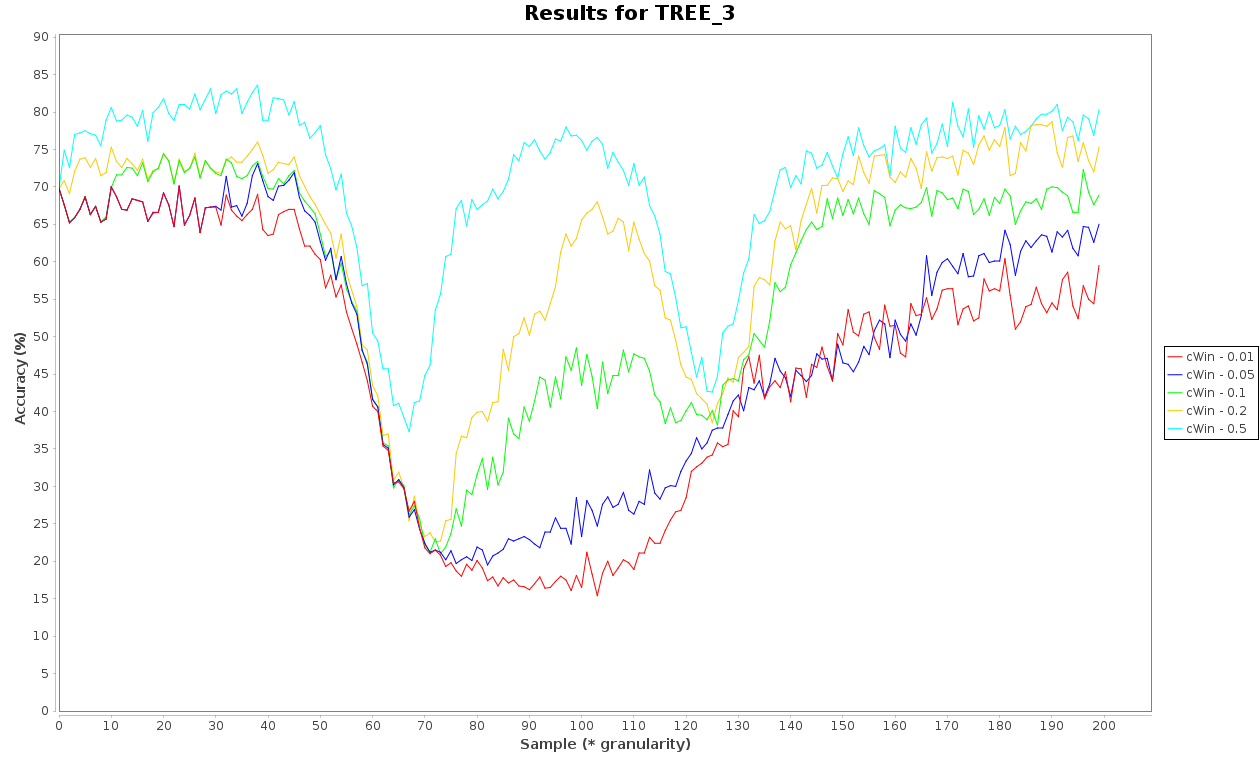 Results for TREE_3
Accuracy (%)
90
85
80
75
70
65
60
55
50
45
40
35
30
25
20
15
10
5
0
0 10 20 30 40 50 60 70 80 90 100 110 120 130 140 150 160 170 180 190 200
Sample (* granularity)
cWin - 0.01
cWin - 0.05
cWin - 0.1
cWin - 0.2
cWin - 0.5